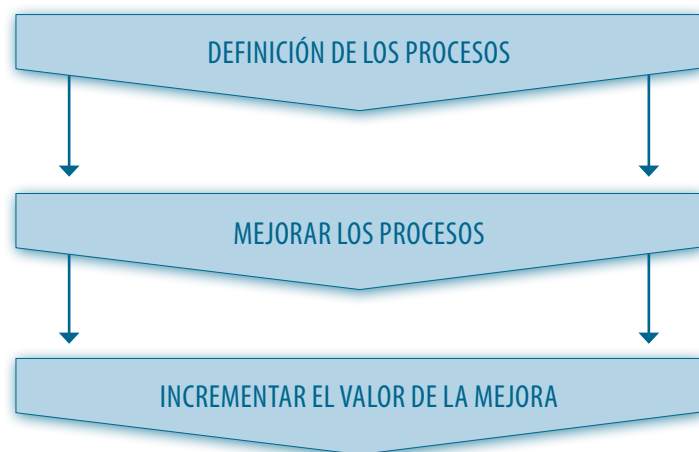 DEFINICIÓN DE LOS PROCESOS
MEJORAR LOS PROCESOS
INCREMENTAR EL VALOR DE LA MEJORA